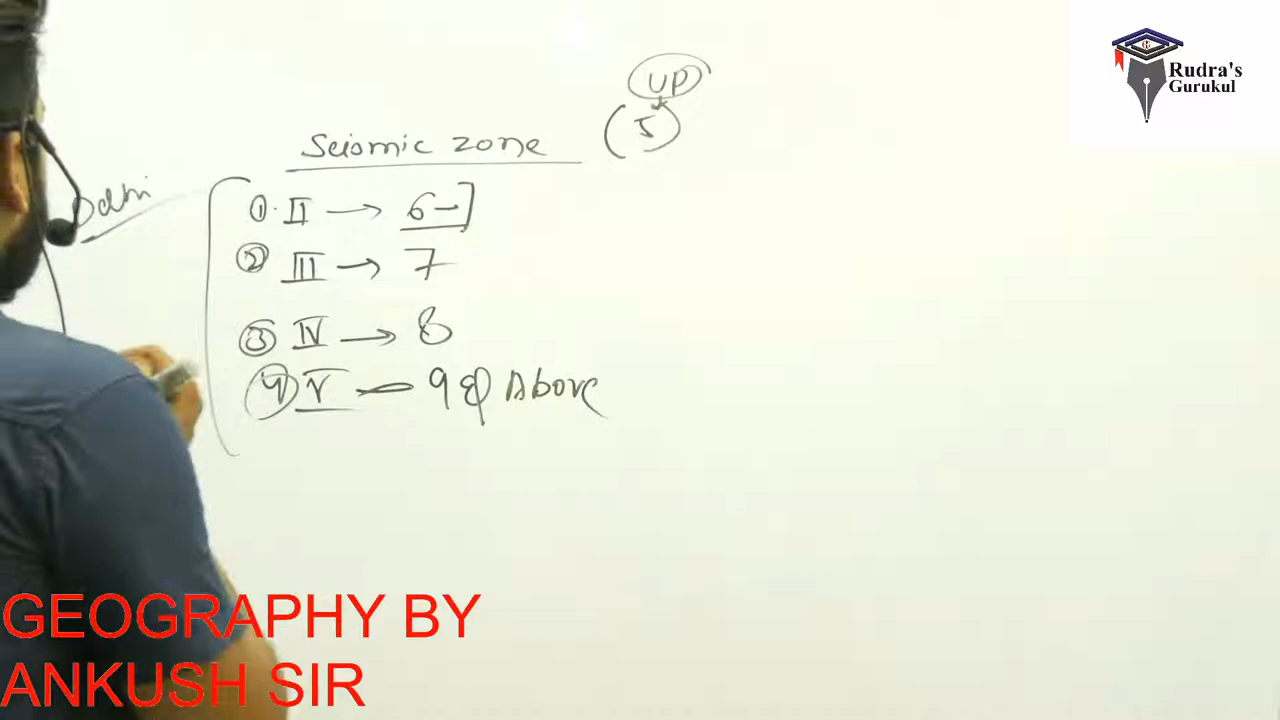 UP
(5)
Seismic zone
Delhi
① II → 6-]
② III → 7
③ IV → 8
④ V — 9 & Above
Rudra's
Gurukul
GEOGRAPHY BY
ANKUSH SIR